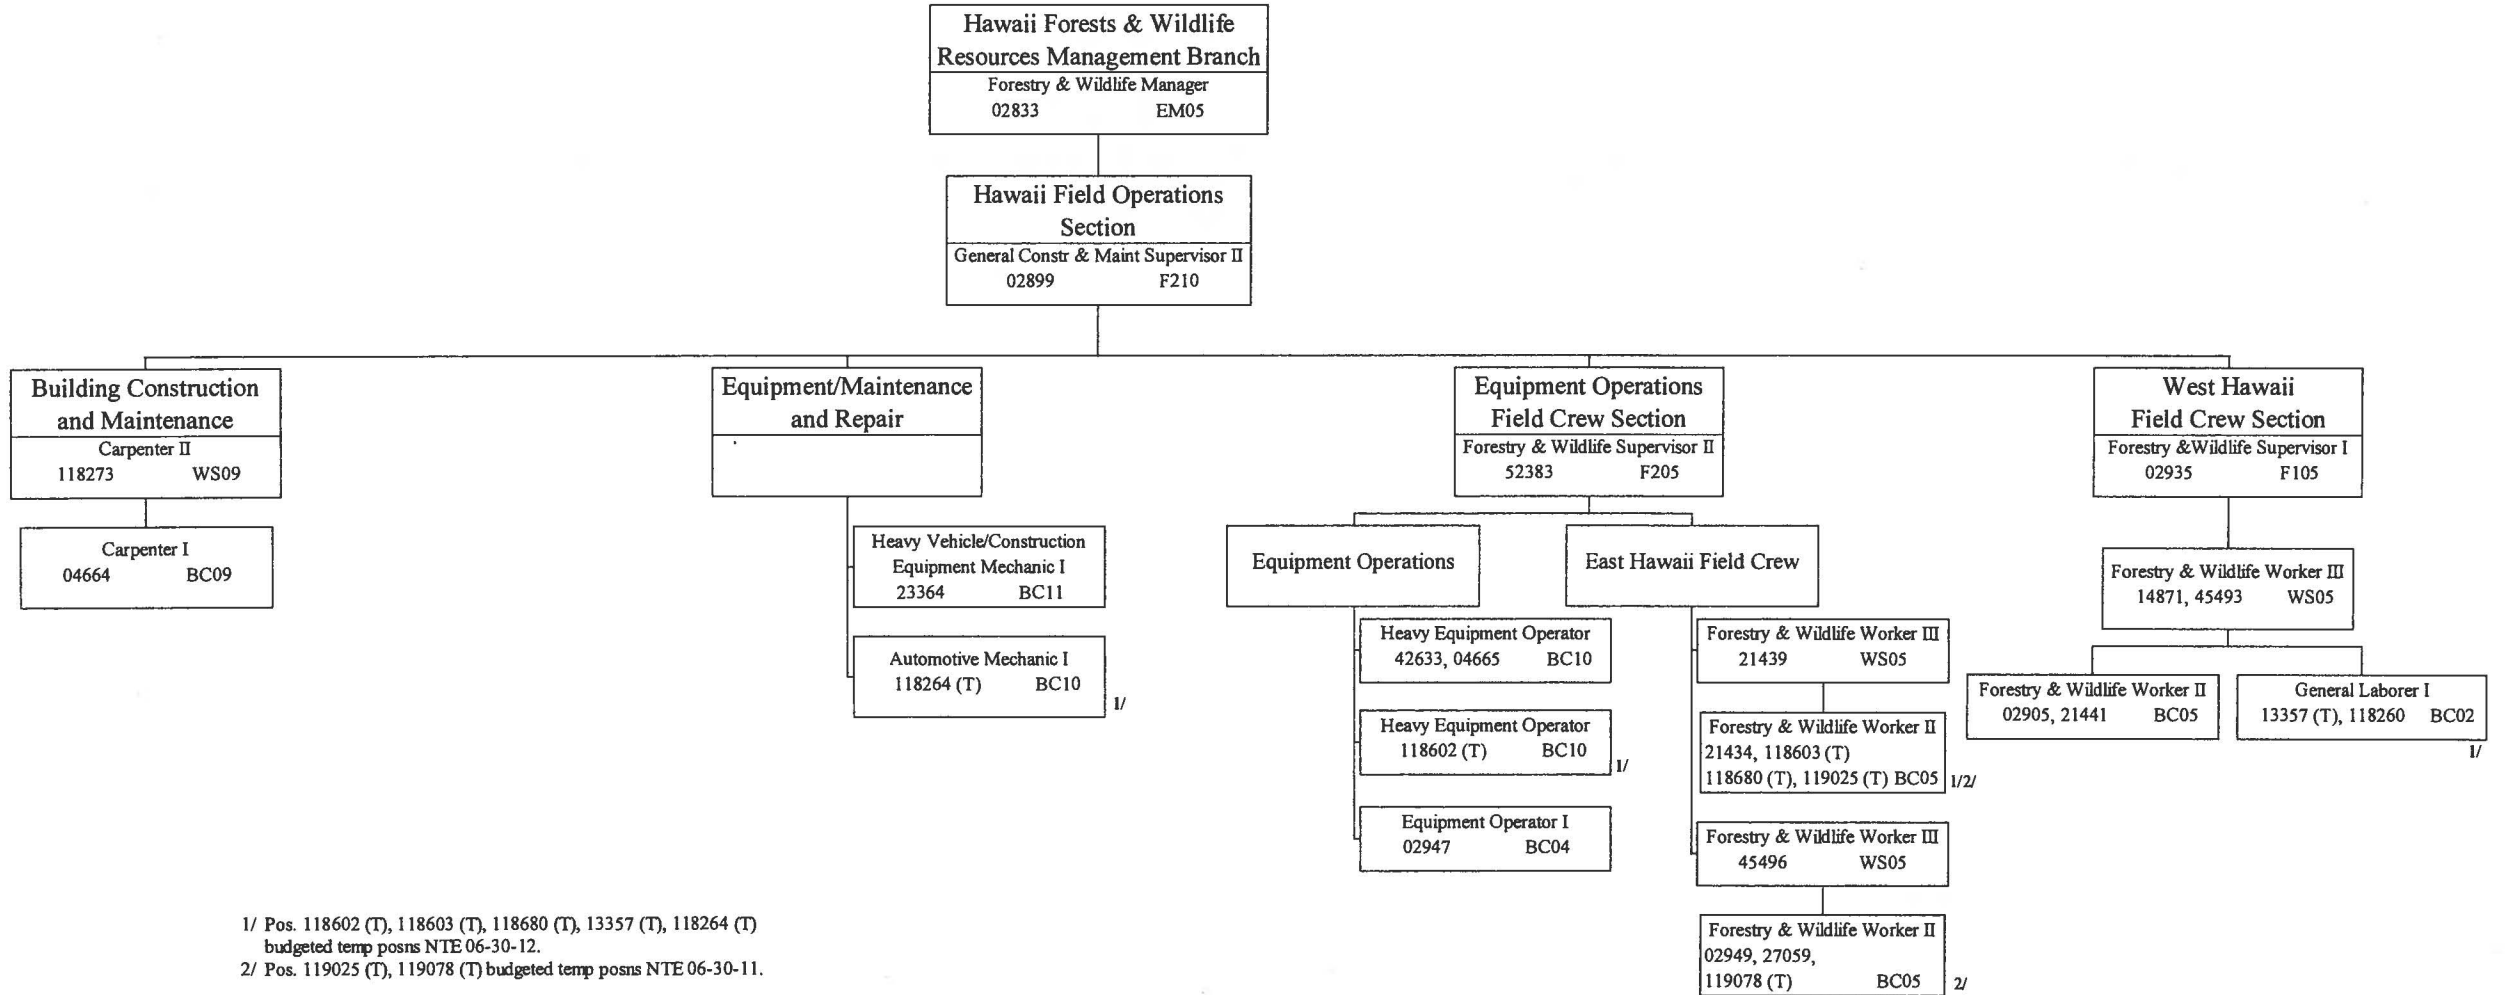 Hawaii Forests & Wildlife
Resources Management Branch
Forestry & Wildlife Manager
02833 EM05
Hawaii Field Operations
Section
General Constr & Maint Supervisor II
02899 F210
Building Construction
and Maintenance
Carpenter II
118273 WS09
Carpenter I
04664 BC09
Equipment/Maintenance
and Repair
Heavy Vehicle/Construction
Equipment Mechanic I
23364 BC11
Automotive Mechanic I
118264 (T) BC10
1/
Equipment Operations
Field Crew Section
Forestry & Wildlife Supervisor II
52383 F205
Equipment Operations
Heavy Equipment Operator
42633, 04665 BC10
Heavy Equipment Operator
118602 (T) BC10
1/
Equipment Operator I
02947 BC04
East Hawaii Field Crew
Forestry & Wildlife Worker III
21439 WS05
Forestry & Wildlife Worker II
21434, 118603 (T)
118680 (T), 119025 (T) BC05
1/2/
Forestry & Wildlife Worker III
45496 WS05
Forestry & Wildlife Worker II
02949, 27059,
119078 (T) BC05
2/
West Hawaii
Field Crew Section
Forestry &Wildlife Supervisor I
02935 F105
Forestry & Wildlife Worker III
14871, 45493 WS05
Forestry & Wildlife Worker II
02905, 21441 BC05
General Laborer I
13357 (T), 118260 BC02
1/
1/ Pos. 118602 (T), 118603 (T), 118680 (T), 13357 (T), 118264 (T)
budgeted temp posns NTE 06-30-12.
2/ Pos. 119025 (T), 119078 (T) budgeted temp posns NTE 06-30-11.